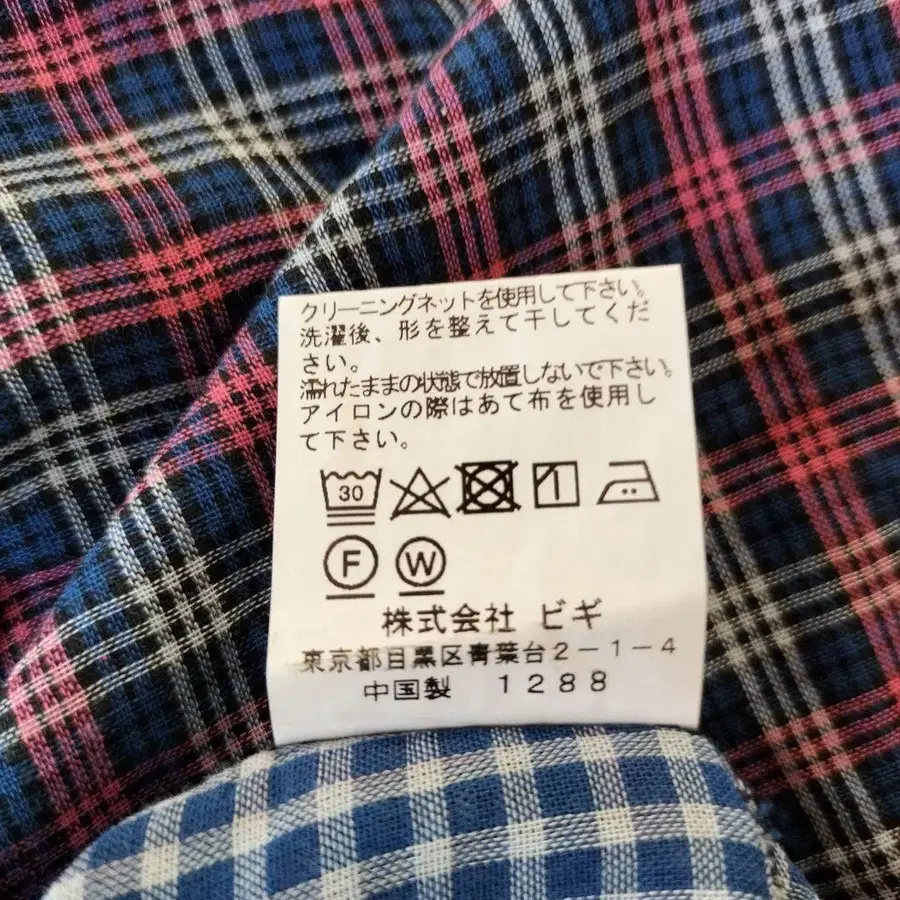 クリーニングネットを使用して下さい。
洗濯後、形を整えて干してくだ
さい。
濡れたままの状態で放置しないで下さい。
アイロンの際はあて布を使用し
て下さい。
30
F W
株式会社 ビギ
東京都目黒区青葉台2-1-4
中国製 1288